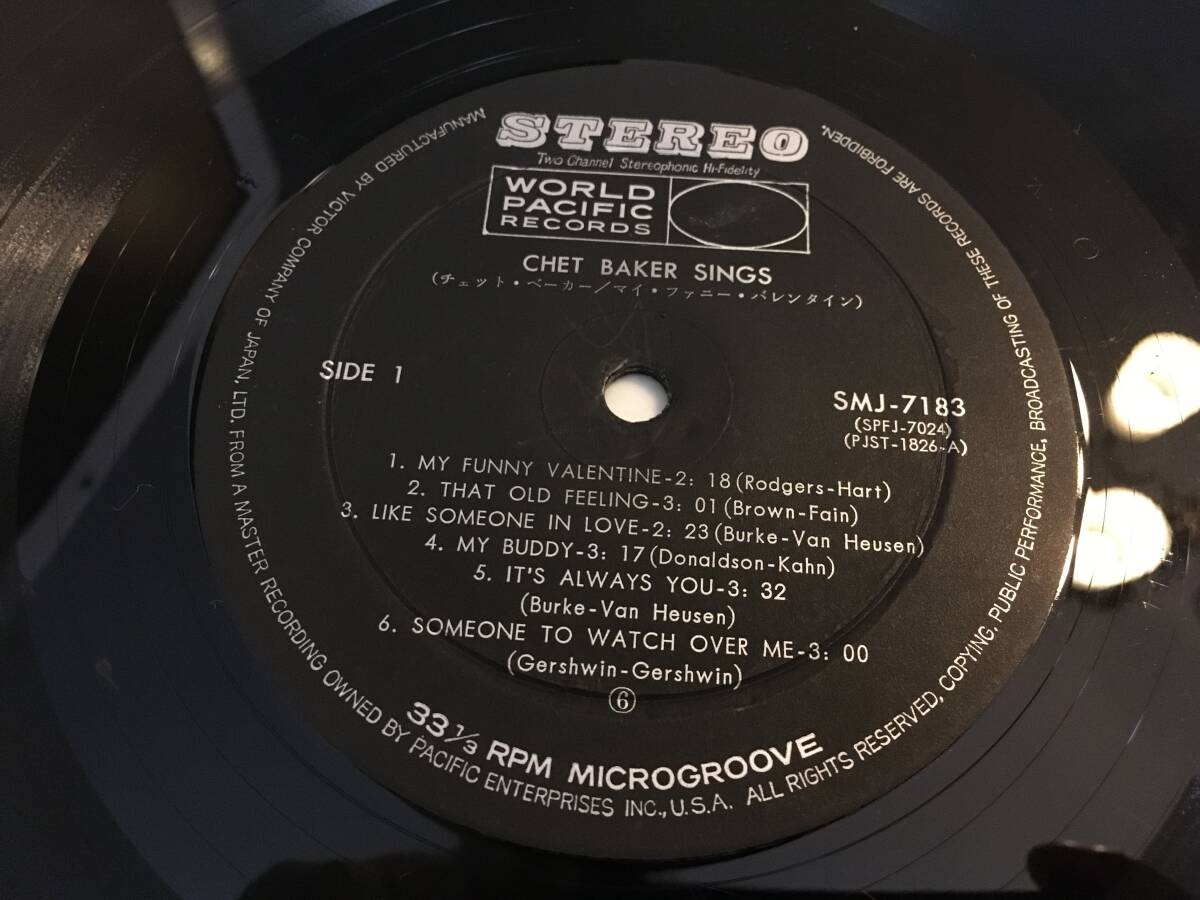 STEREO
Two Channel Stereophonic Hi-Fidelity
WORLD
PACIFIC
RECORDS
CHET BAKER SINGS
(チェット・ベーカー/マイ・ファニー・バレンタイン)
SIDE 1
SMJ-7183
(SPFJ-7024)
(PJST-1826-A)
1. MY FUNNY VALENTINE-2: 18 (Rodgers-Hart)
2. THAT OLD FEELING-3: 01 (Brown-Fain)
3. LIKE SOMEONE IN LOVE-2: 23 (Burke-Van Heusen)
4. MY BUDDY-3: 17 (Donaldson-Kahn)
5. IT'S ALWAYS YOU-3: 32
(Burke-Van Heusen)
6. SOMEONE TO WATCH OVER ME-3: 00
(Gershwin-Gershwin)
⑥
33 1/3 RPM MICROGROOVE
MANUFACTURED BY VICTOR COMPANY OF JAPAN, LTD. FROM A MASTER RECORDING OWNED BY PACIFIC ENTERPRISES INC., U.S.A. ALL RIGHTS RESERVED, COPYING, PUBLIC PERFORMANCE, BROADCASTING OF THESE RECORDS ARE FORBIDDEN.